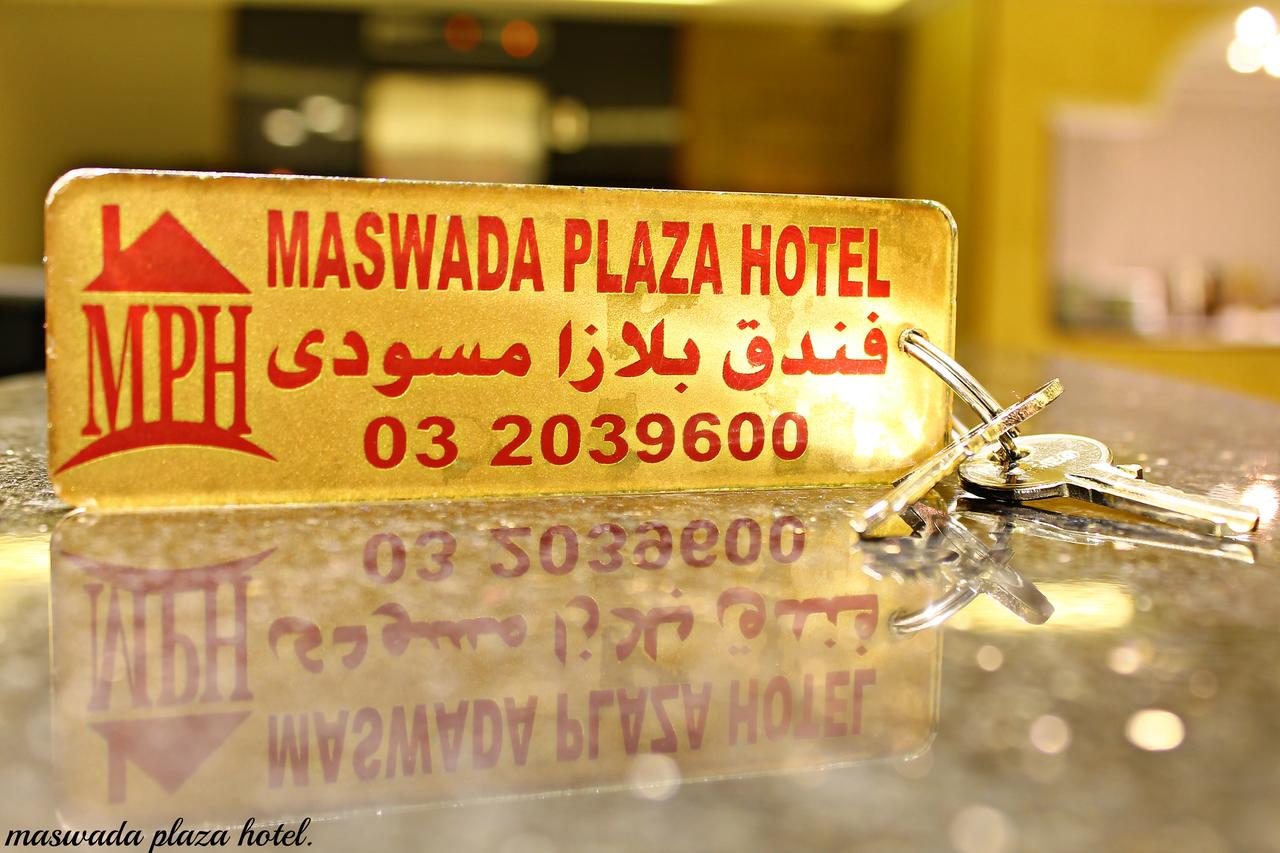 MASWADA PLAZA HOTEL
MPH
فندق بلازا مسودى
03 2039600
maswada plaza hotel.